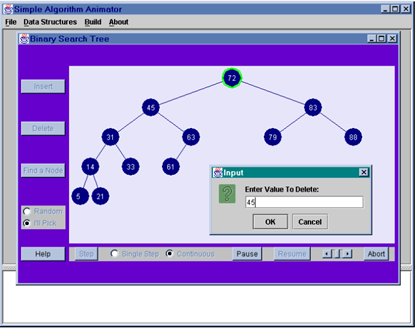 Simple Algorithm Animator
File Data Structures Build About
Binary Search Tree
72
Insert
45 83
Delete
31 63 79 88
Find a Node
14 33 61
Input
5 21
Enter Value To Delete:
? 45
Random
I'll Pick
OK Cancel
Help Step Single Step Continuous Pause Resume Abort